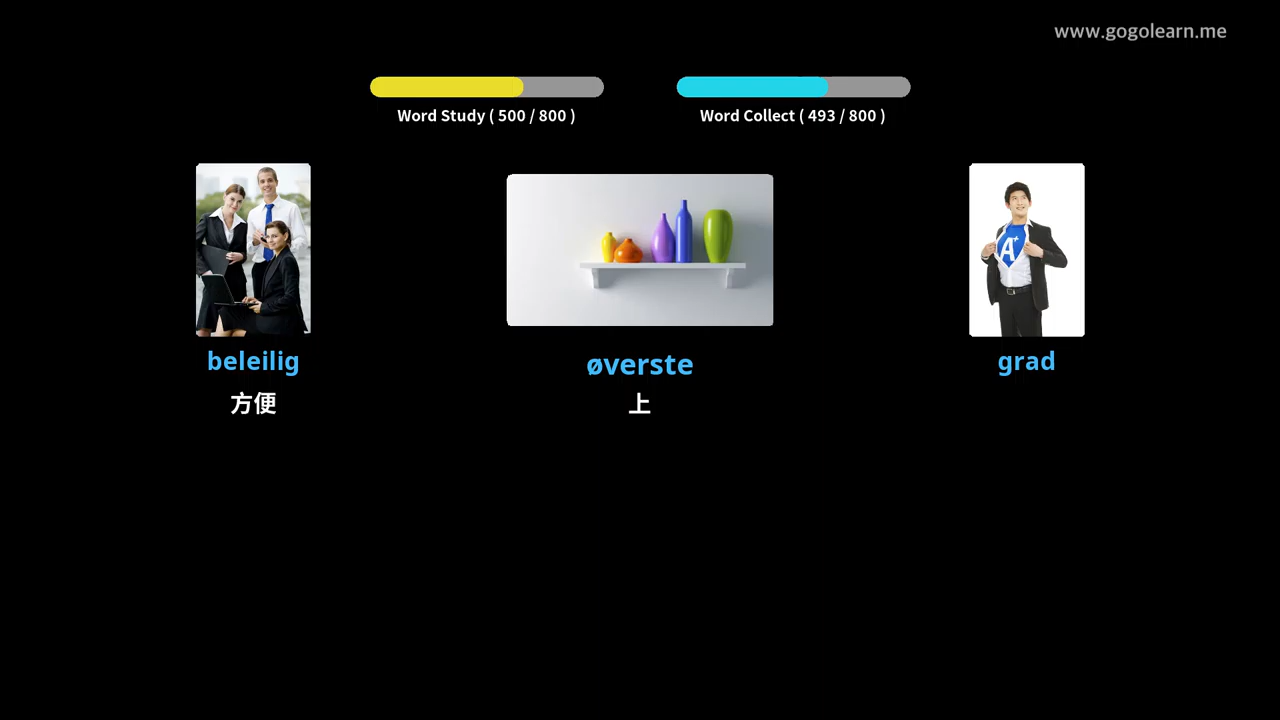 www.gogolearn.me
Word Study ( 500 / 800 )
Word Collect ( 493 / 800 )
A+
beleilig
øverste
grad
方便
上